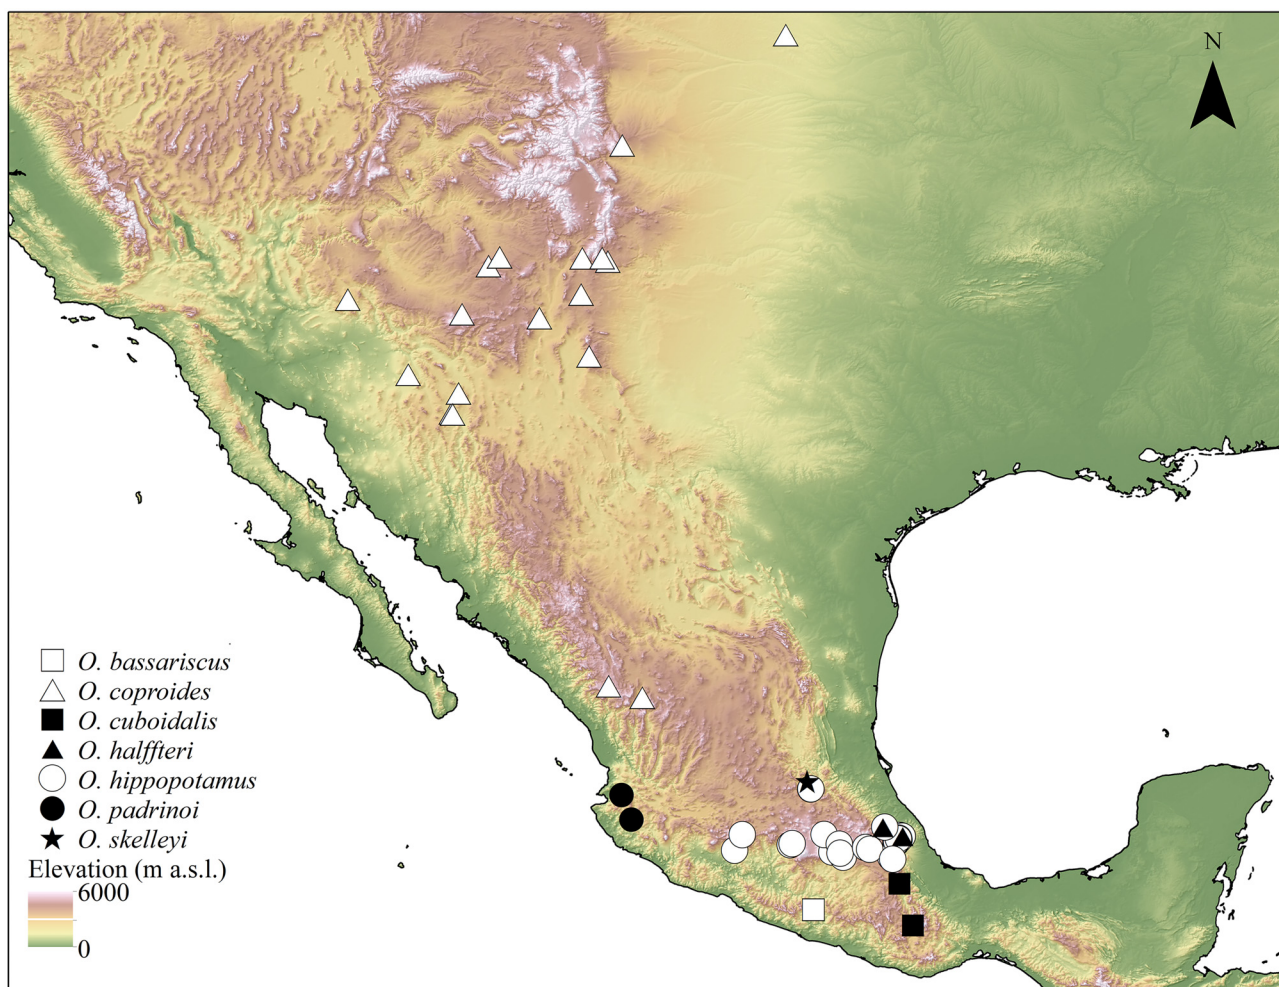 N
O. bassariscus
O. coproides
O. cuboidalis
O. halffteri
O. hippopotamus
O. padrinoi
O. skelleyi
Elevation (m a.s.l.)
6000
0